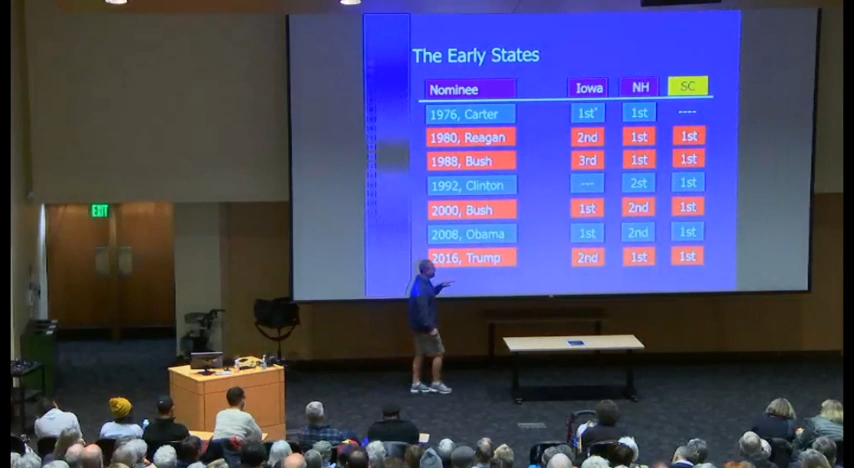 The Early States
Nominee Iowa NH SC
1976, Carter 1st* 1st ----
1980, Reagan 2nd 1st 1st
1988, Bush 3rd 1st 1st
1992, Clinton --- 2st 1st
2000, Bush 1st 2nd 1st
2008, Obama 1st 2nd 1st
2016, Trump 2nd 1st 1st
EXIT